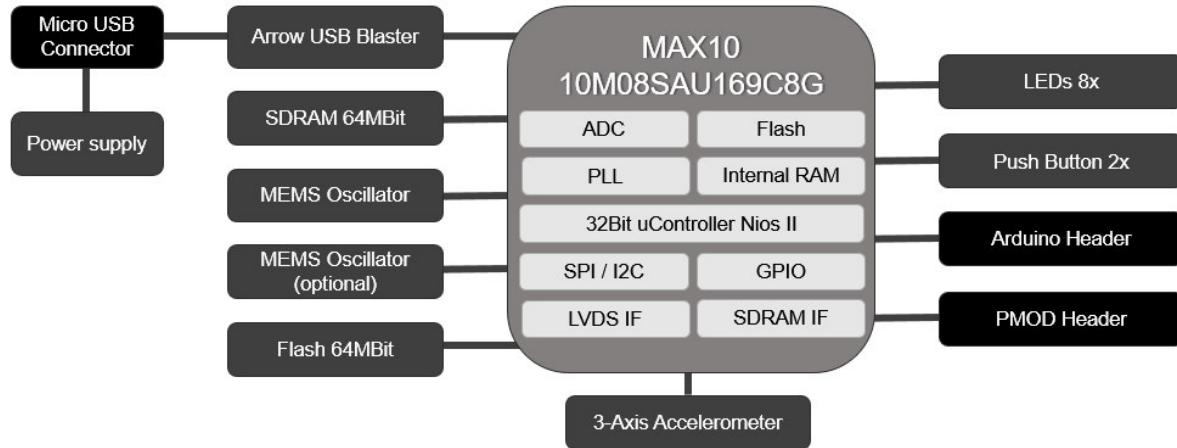 Micro USB
Connector
Power supply
Arrow USB Blaster
SDRAM 64MBit
MEMS Oscillator
MEMS Oscillator
(optional)
Flash 64MBit
MAX10
10M08SAU169C8G
ADC
Flash
PLL
Internal RAM
32Bit uController Nios II
SPI / I2C
GPIO
LVDS IF
SDRAM IF
3-Axis Accelerometer
LEDs 8x
Push Button 2x
Arduino Header
PMOD Header